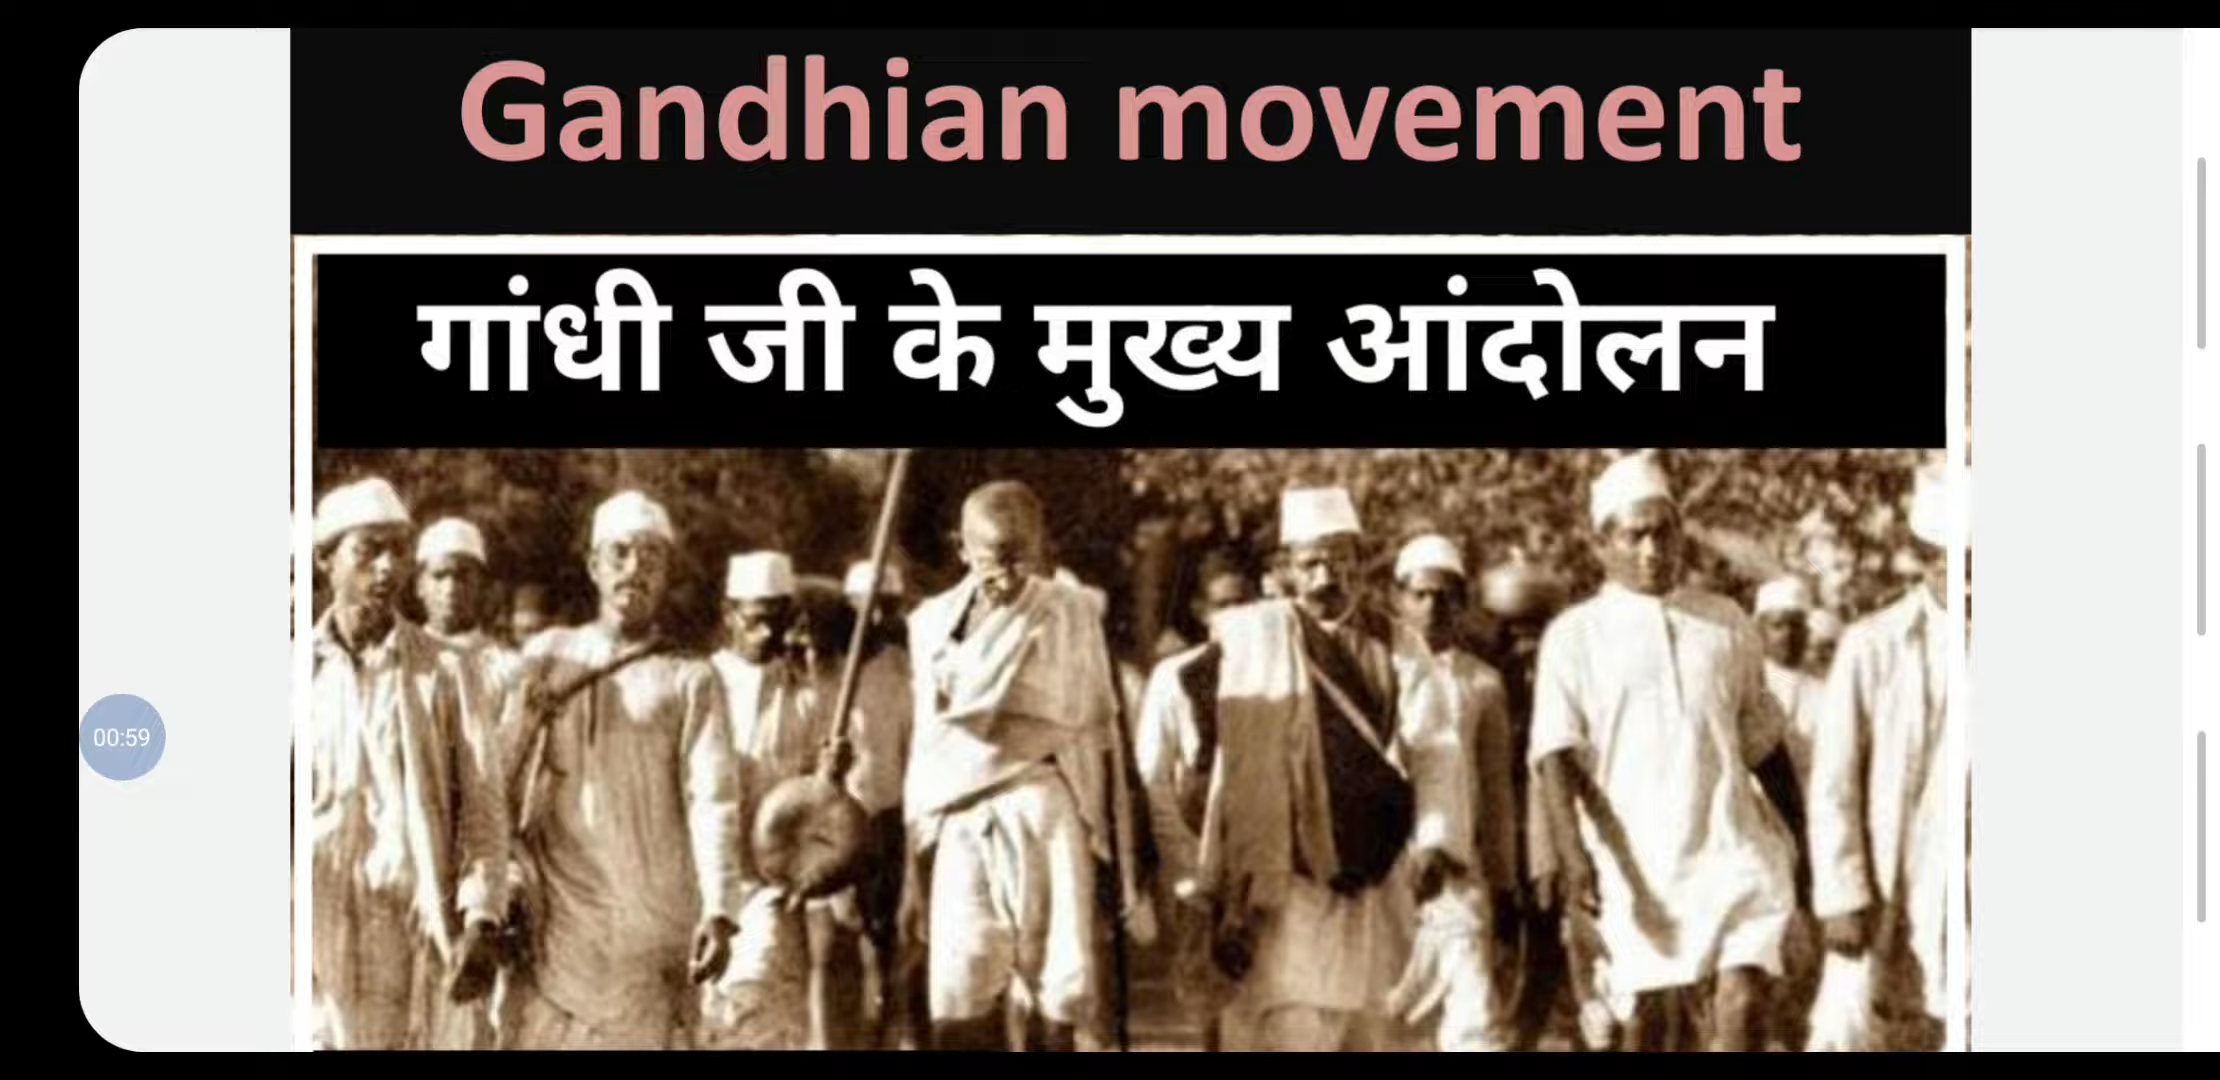 Gandhian movement
गांधी जी के मुख्य आंदोलन
00:59